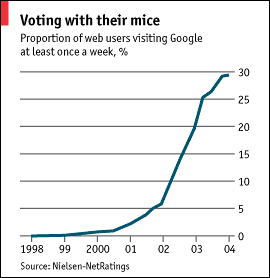 Voting with their mice
Proportion of web users visiting Google
at least once a week, %
30
25
20
15
10
5
0
1998 99 2000 01 02 03 04
Source: Nielsen-NetRatings